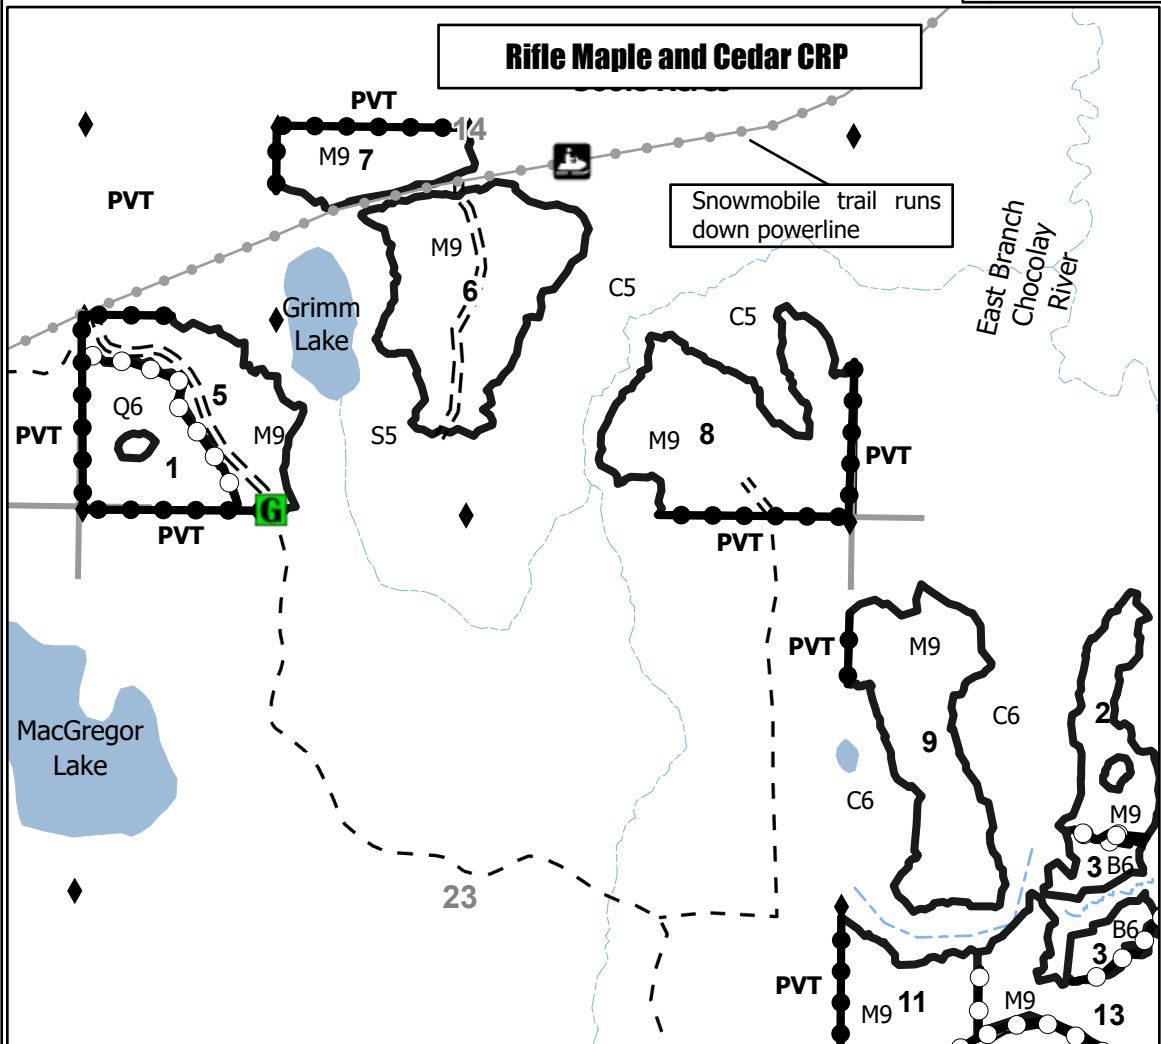 Rifle Maple and Cedar CRP
PVT
14
M9 7
PVT
Snowmobile trail runs
down powerline
East Branch
Chocolay
River
M9
6
C5
C5
Grimm
Lake
5
Q6
M9
PVT
1
S5
M9 8
PVT
G
PVT
PVT
PVT
M9
MacGregor
Lake
C6
9
2
C6
M9
3 B6
23
B6
3
PVT
M9 11
M9
13